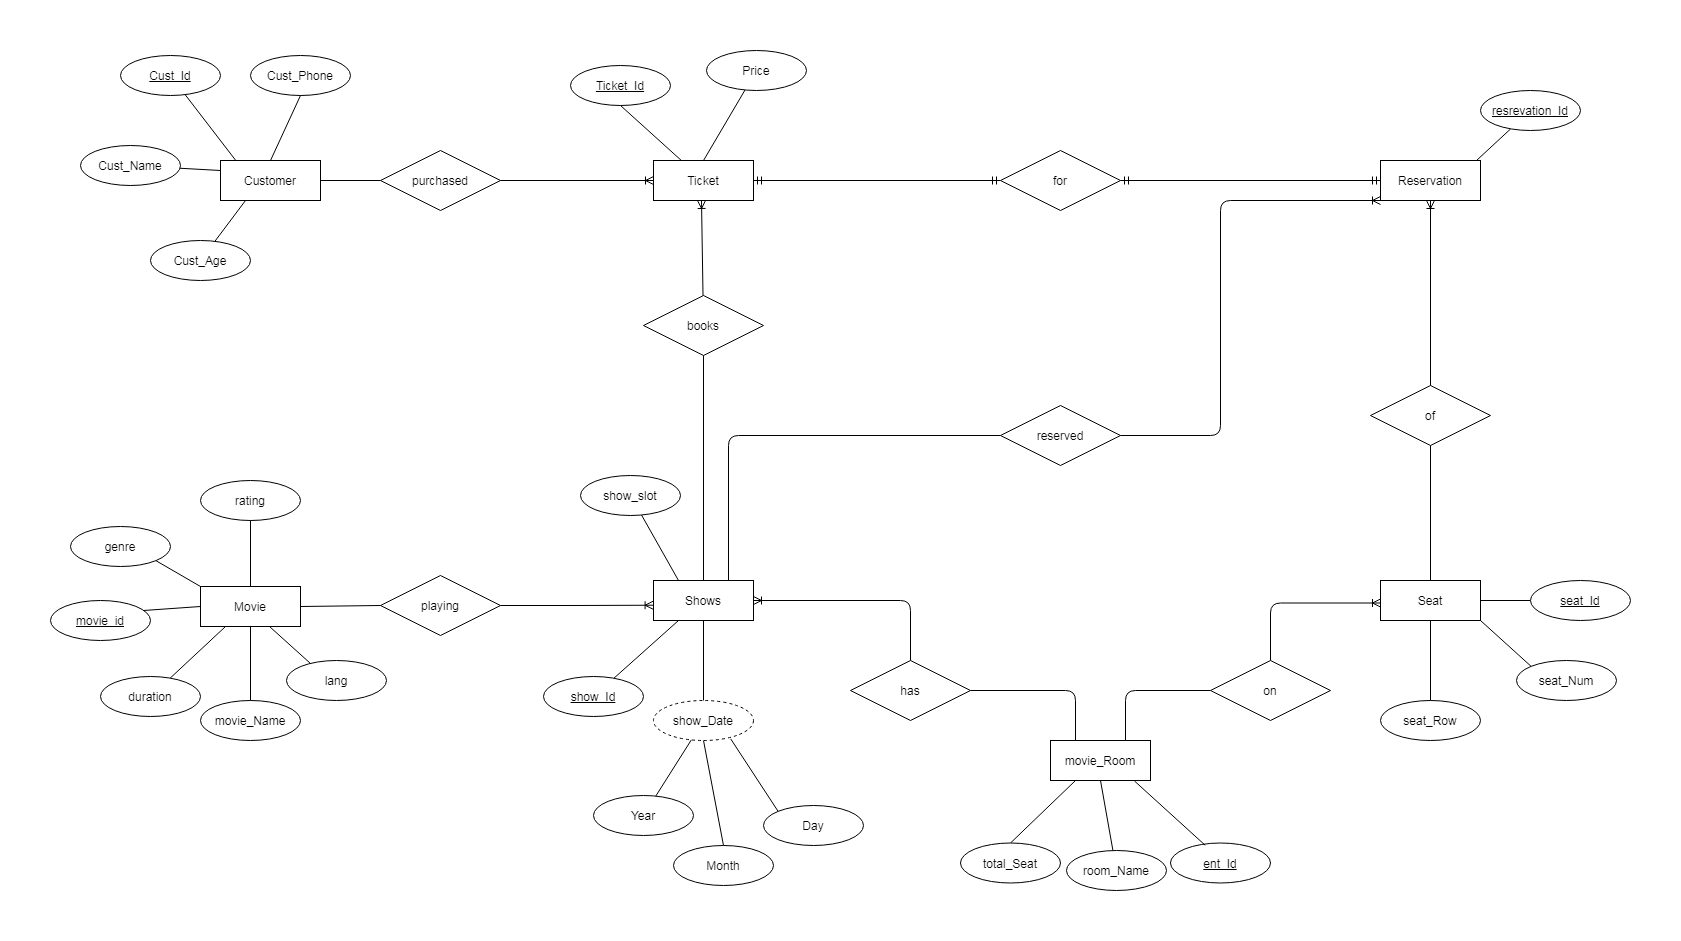 Cust_Id
Cust_Phone
Ticket_Id
Price
resrevation_Id
Cust_Name
Customer
purchased
Ticket
for
Reservation
Cust_Age
books
reserved
of
rating
show_slot
genre
Movie
playing
Shows
Seat
seat_Id
movie_id
duration
movie_Name
lang
show_Id
show_Date
has
on
seat_Num
seat_Row
movie_Room
Year
Month
Day
total_Seat
room_Name
ent_Id